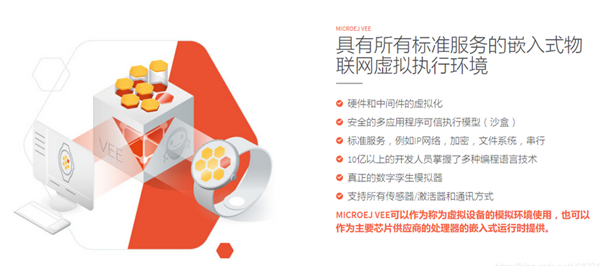 MICROEJ VEE
具有所有标准服务的嵌入式物
联网虚拟执行环境
硬件和中间件的虚拟化
安全的多应用程序可信执行模型（沙盒）
标准服务，例如IP网络，加密，文件系统，串行
10亿以上的开发人员掌握了多种编程语言技术
真正的数字孪生模拟器
支持所有传感器/激活器和通讯方式
MICROEJ VEE可以作为称为虚拟设备的模拟环境使用，也可以
作为主要芯片供应商的处理器的嵌入式运行时提供。
VEE